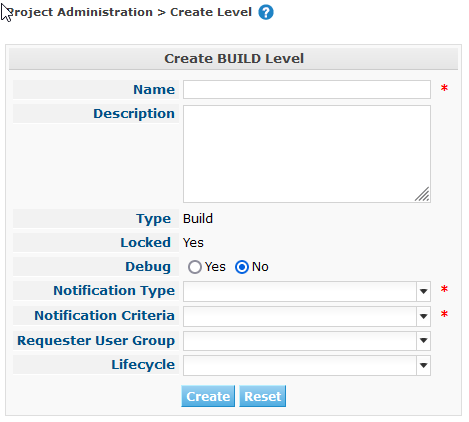 Project Administration > Create Level ?
Create BUILD Level
Name *
Description
Type Build
Locked Yes
Debug Yes No
Notification Type *
Notification Criteria *
Requester User Group
Lifecycle
Create Reset